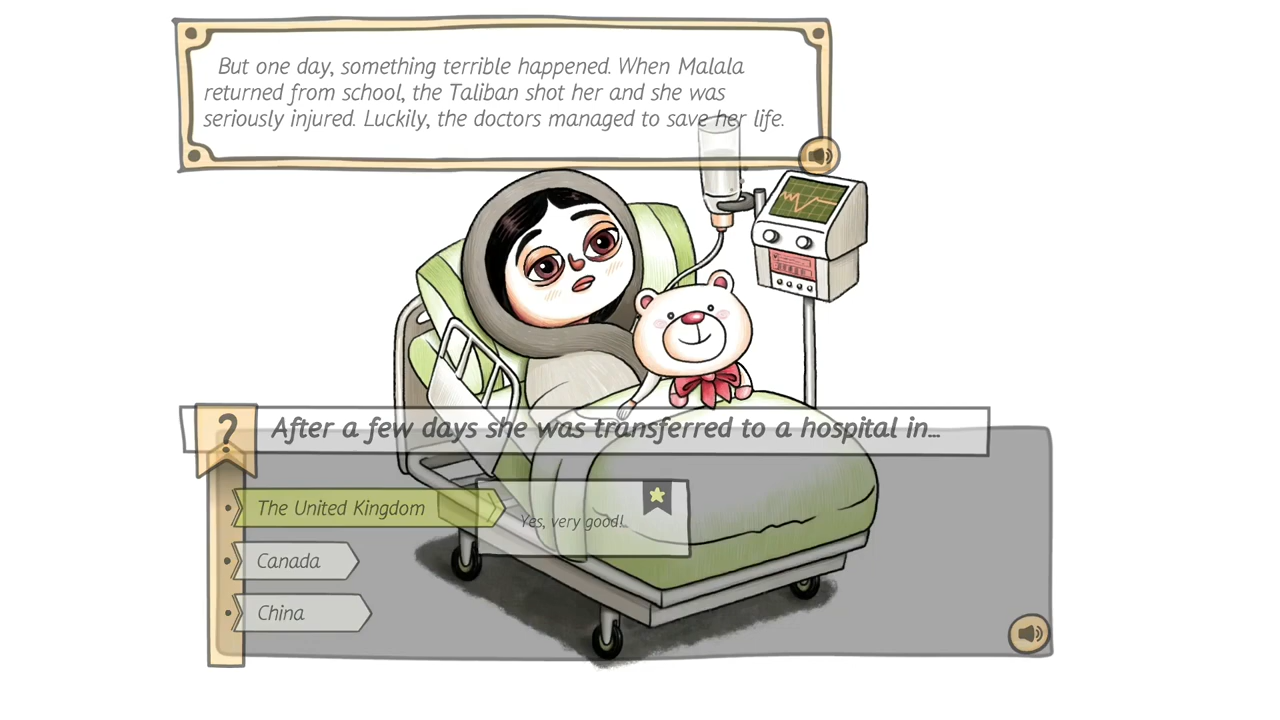 But one day, something terrible happened. When Malala
returned from school, the Taliban shot her and she was
seriously injured. Luckily, the doctors managed to save her life.
? After a few days she was transferred to a hospital in...
The United Kingdom
Yes, very good!
Canada
China